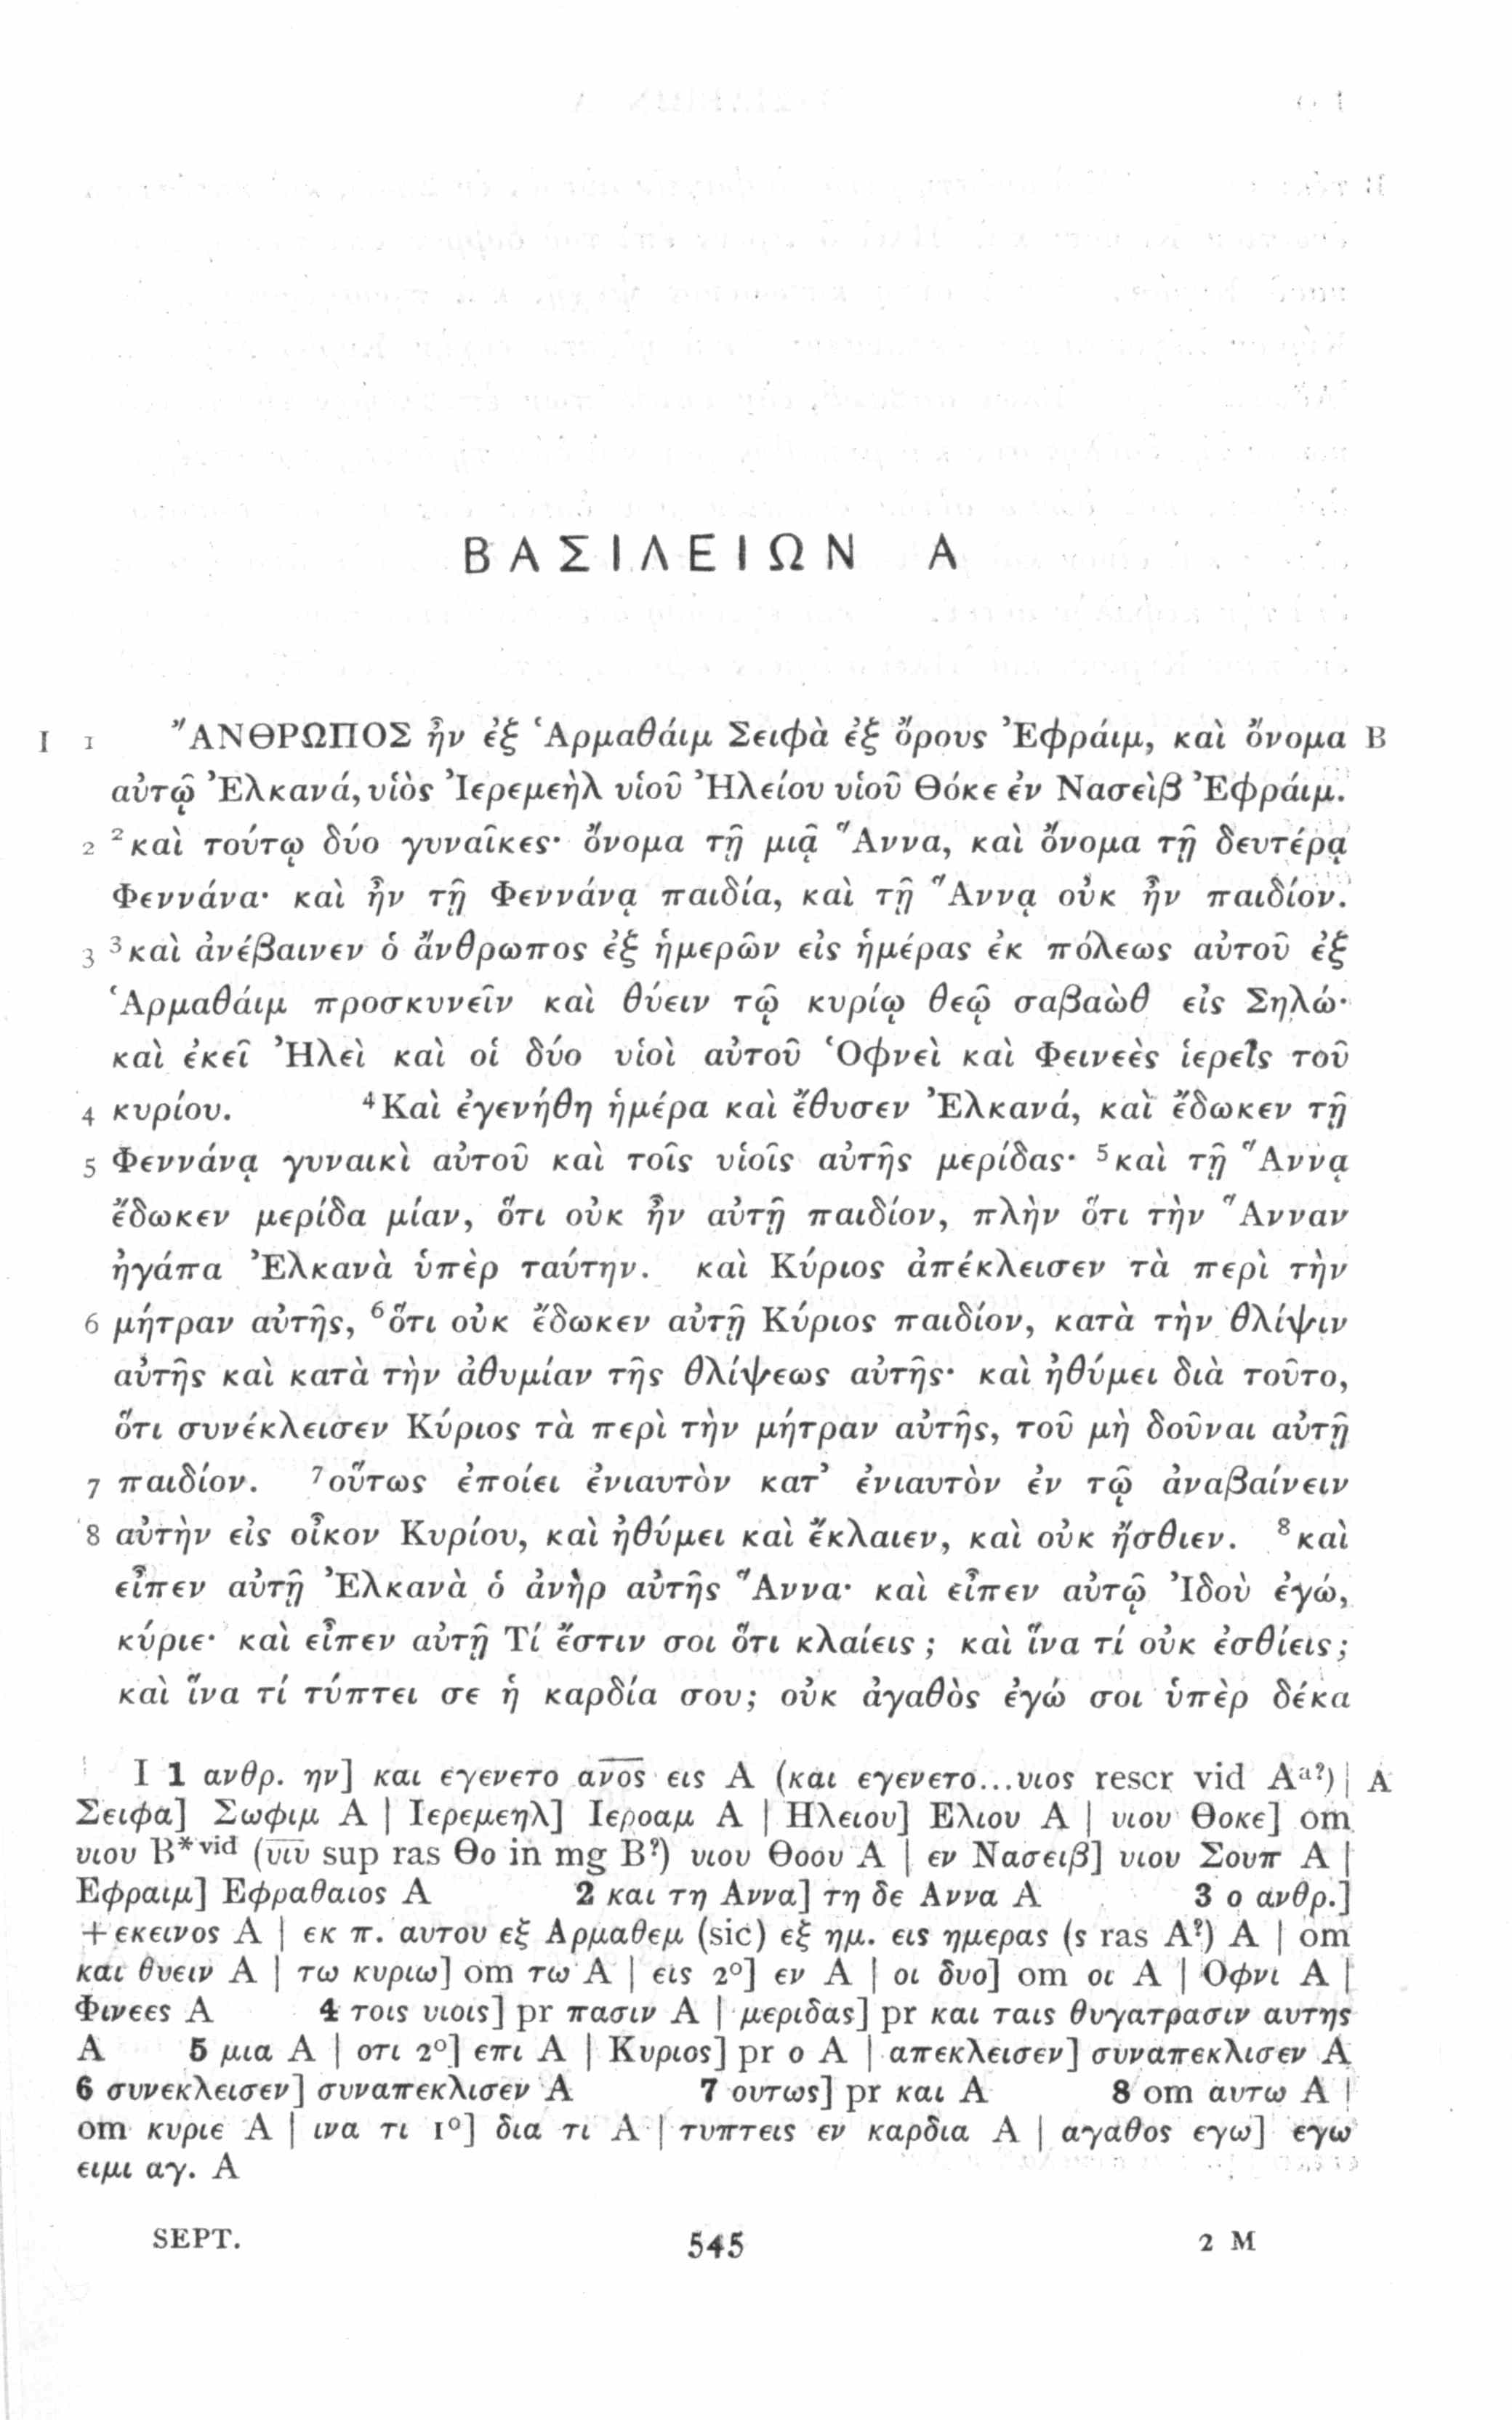 ΒΑΣΙΛΕΙΩΝ Α
I 1 ῎ΑΝΘΡΩΠΟΣ ἦν ἐξ Ἁρμαθάιμ Σειφὰ ἐξ ὄρους Ἐφράιμ, καὶ ὄνομα B
αὐτῷ Ἐλκανά, υἱὸς Ἰερεμεὴλ υἱοῦ Ἠλείου υἱοῦ Θόκε ἐν Νασεὶβ Ἐφράιμ.
2 ²καὶ τούτῳ δύο γυναῖκες· ὄνομα τῇ μιᾷ Ἅννα, καὶ ὄνομα τῇ δευτέρᾳ
Φεννάνα· καὶ ἦν τῇ Φεννάνᾳ παιδία, καὶ τῇ Ἅννᾳ οὐκ ἦν παιδίον.
3 ³καὶ ἀνέβαινεν ὁ ἄνθρωπος ἐξ ἡμερῶν εἰς ἡμέρας ἐκ πόλεως αὐτοῦ ἐξ
Ἁρμαθάιμ προσκυνεῖν καὶ θύειν τῷ κυρίῳ θεῷ σαβαὼθ εἰς Σηλώ·
καὶ ἐκεῖ Ἠλεὶ καὶ οἱ δύο υἱοὶ αὐτοῦ Ὁφνεὶ καὶ Φεινεὲς ἱερεῖς τοῦ
4 κυρίου. ⁴Καὶ ἐγενήθη ἡμέρα καὶ ἔθυσεν Ἐλκανά, καὶ ἔδωκεν τῇ
5 Φεννάνᾳ γυναικὶ αὐτοῦ καὶ τοῖς υἱοῖς αὐτῆς μερίδας· ⁵καὶ τῇ Ἅννᾳ
ἔδωκεν μερίδα μίαν, ὅτι οὐκ ἦν αὐτῇ παιδίον, πλὴν ὅτι τὴν Ἅνναν
ἠγάπα Ἐλκανὰ ὑπὲρ ταύτην. καὶ Κύριος ἀπέκλεισεν τὰ περὶ τὴν
6 μήτραν αὐτῆς, ⁶ὅτι οὐκ ἔδωκεν αὐτῇ Κύριος παιδίον, κατὰ τὴν θλίψιν
αὐτῆς καὶ κατὰ τὴν ἀθυμίαν τῆς θλίψεως αὐτῆς· καὶ ἠθύμει διὰ τοῦτο,
ὅτι συνέκλεισεν Κύριος τὰ περὶ τὴν μήτραν αὐτῆς, τοῦ μὴ δοῦναι αὐτῇ
7 παιδίον. ⁷οὕτως ἐποίει ἐνιαυτὸν κατ᾽ ἐνιαυτὸν ἐν τῷ ἀναβαίνειν
8 αὐτὴν εἰς οἶκον Κυρίου, καὶ ἠθύμει καὶ ἔκλαιεν, καὶ οὐκ ἤσθιεν. ⁸καὶ
εἶπεν αὐτῇ Ἐλκανὰ ὁ ἀνὴρ αὐτῆς Ἅννα· καὶ εἶπεν αὐτῷ Ἰδοὺ ἐγώ,
κύριε· καὶ εἶπεν αὐτῇ Τί ἔστιν σοι ὅτι κλαίεις; καὶ ἵνα τί οὐκ ἐσθίεις;
καὶ ἵνα τί τύπτει σε ἡ καρδία σου; οὐκ ἀγαθὸς ἐγώ σοι ὑπὲρ δέκα
I 1 ανθρ. ην] και εγενετο α̅ν̅ο̅ς̅ εις A (και εγενετο...υιος rescr vid Aᵃ?) | A
Σειφα] Σωφιμ A | Ιερεμεηλ] Ιεροαμ A | Ηλειου] Ελιου A | υιου Θοκε] om
υιου B*ᵛⁱᵈ (υ̅ι̅υ̅ sup ras Θο in mg B?) υιου Θοου A | εν Νασειβ] υιου Σουπ A |
Εφραιμ] Εφραθαιος A 2 και τη Αννα] τη δε Αννα A 3 ο ανθρ.]
+εκεινος A | εκ π. αυτου εξ Αρμαθεμ (sic) εξ ημ. εις ημερας (s ras A?) A | om
και θυειν A | τω κυριω] om τω A | εις 2º] εν A | οι δυο] om οι A | Οφνι A |
Φινεες A 4 τοις υιοις] pr πασιν A | μεριδας] pr και ταις θυγατρασιν αυτης
A 5 μια A | οτι 2º] επι A | Κυριος] pr ο A | απεκλεισεν] συναπεκλισεν A
6 συνεκλεισεν] συναπεκλισεν A 7 ουτως] pr και A 8 om αυτω A |
om κυριε A | ινα τι 1º] δια τι A | τυπτεις εν καρδια A | αγαθος εγω] εγω
ειμι αγ. A
SEPT. 545 2 M